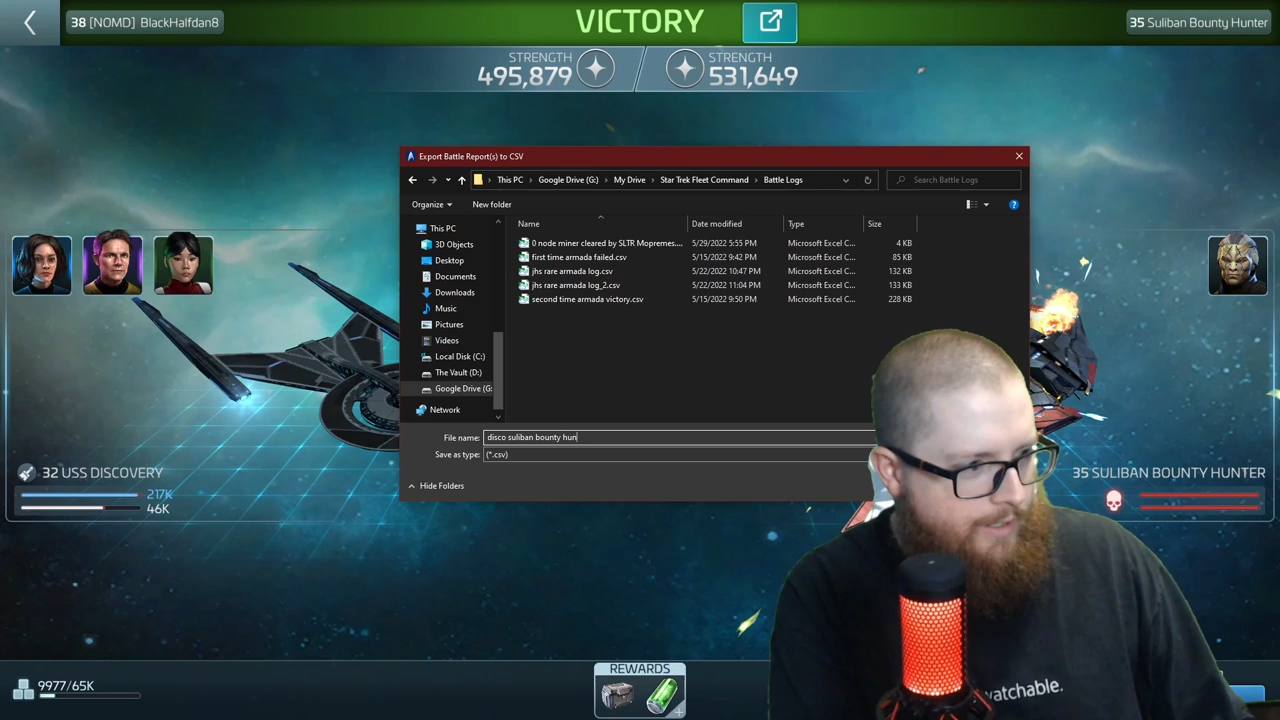 38 [NOMD] BlackHalfdan8
VICTORY
35 Suliban Bounty Hunter
STRENGTH
495,879
STRENGTH
531,649
Export Battle Report(s) to CSV
This PC > Google Drive (G:) > My Drive > Star Trek Fleet Command > Battle Logs
Search Battle Logs
Organize
New folder
Name Date modified Type Size
0 node miner cleared by SLTR Mopremes.... 5/29/2022 5:55 PM Microsoft Excel C... 4 KB
first time armada failed.csv 5/15/2022 9:42 PM Microsoft Excel C... 85 KB
jhs rare armada log.csv 5/22/2022 10:47 PM Microsoft Excel C... 132 KB
jhs rare armada log_2.csv 5/22/2022 11:04 PM Microsoft Excel C... 133 KB
second time armada victory.csv 5/15/2022 9:50 PM Microsoft Excel C... 228 KB
This PC
3D Objects
Desktop
Documents
Downloads
Music
Pictures
Videos
Local Disk (C:)
The Vault (D:)
Google Drive (G:
Network
File name: disco suliban bounty hun
Save as type: (*.csv)
Hide Folders
32 USS DISCOVERY
217K
46K
35 SULIBAN BOUNTY HUNTER
9977/65K
REWARDS
watchable.